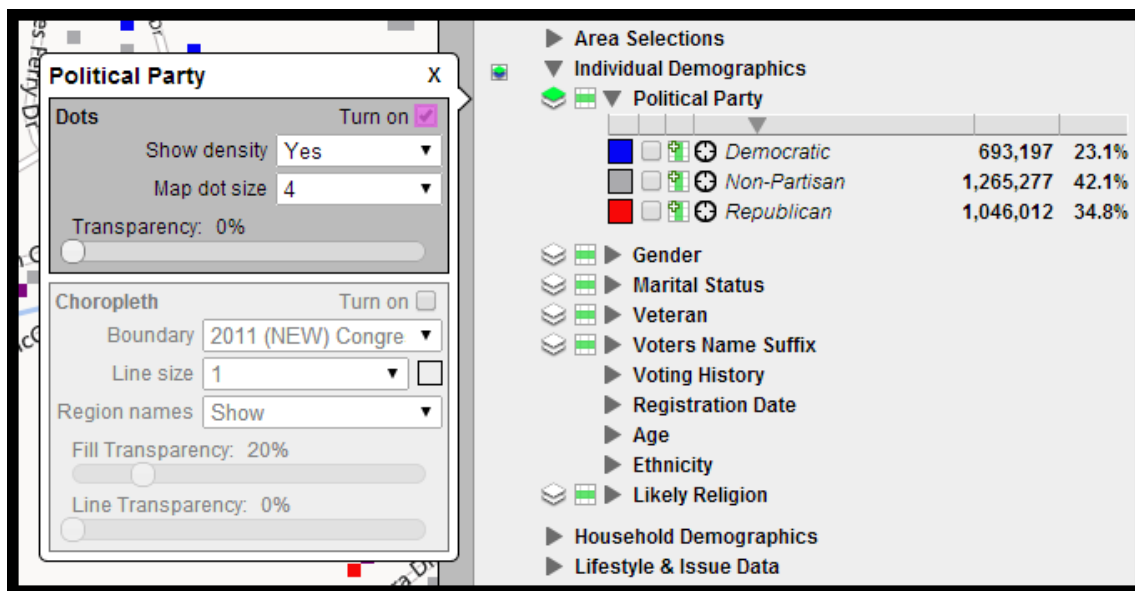 es Ferry Dr
Political Party X
Dots Turn on
Show density Yes
Map dot size 4
Transparency: 0%
Choropleth Turn on
Boundary 2011 (NEW) Congre
Line size 1
Region names Show
Fill Transparency: 20%
Line Transparency: 0%
Area Selections
Individual Demographics
Political Party
Democratic 693,197 23.1%
Non-Partisan 1,265,277 42.1%
Republican 1,046,012 34.8%
Gender
Marital Status
Veteran
Voters Name Suffix
Voting History
Registration Date
Age
Ethnicity
Likely Religion
Household Demographics
Lifestyle & Issue Data